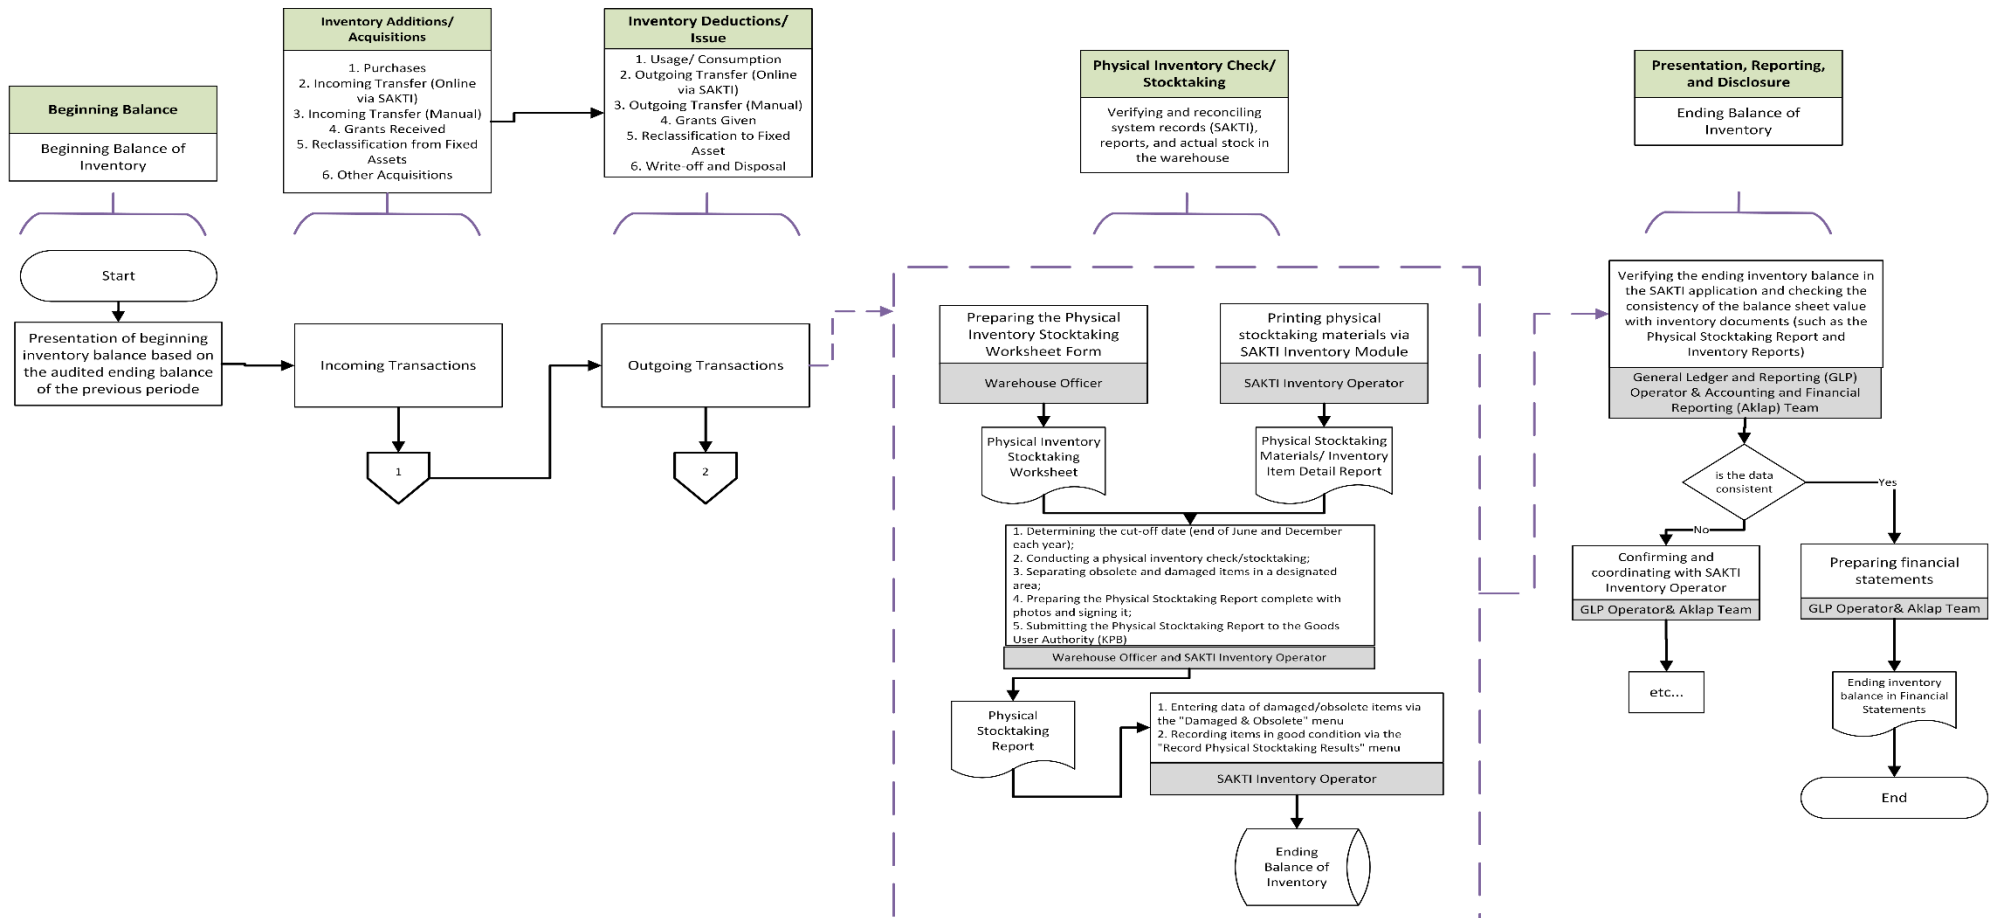 Beginning Balance
Beginning Balance of
Inventory
Inventory Additions/
Acquisitions
1. Purchases
2. Incoming Transfer (Online
via SAKTI)
3. Incoming Transfer (Manual)
4. Grants Received
5. Reclassification from Fixed
Assets
6. Other Acquisitions
Inventory Deductions/
Issue
1. Usage/ Consumption
2. Outgoing Transfer (Online
via SAKTI)
3. Outgoing Transfer (Manual)
4. Grants Given
5. Reclassification to Fixed
Asset
6. Write-off and Disposal
Physical Inventory Check/
Stocktaking
Verifying and reconciling
system records (SAKTI),
reports, and actual stock in
the warehouse
Presentation, Reporting,
and Disclosure
Ending Balance of
Inventory
Start
Presentation of beginning
inventory balance based on
the audited ending balance
of the previous periode
Incoming Transactions
1
Outgoing Transactions
2
Preparing the Physical
Inventory Stocktaking
Worksheet Form
Warehouse Officer
Printing physical
stocktaking materials via
SAKTI Inventory Module
SAKTI Inventory Operator
Physical Inventory
Stocktaking
Worksheet
Physical Stocktaking
Materials/ Inventory
Item Detail Report
1. Determining the cut-off date (end of June and December
each year);
2. Conducting a physical inventory check/stocktaking;
3. Separating obsolete and damaged items in a designated
area;
4. Preparing the Physical Stocktaking Report complete with
photos and signing it;
5. Submitting the Physical Stocktaking Report to the Goods
User Authority (KPB)
Warehouse Officer and SAKTI Inventory Operator
Physical
Stocktaking
Report
1. Entering data of damaged/obsolete items via
the "Damaged & Obsolete" menu
2. Recording items in good condition via the
"Record Physical Stocktaking Results" menu
SAKTI Inventory Operator
Ending
Balance of
Inventory
Verifying the ending inventory balance in
the SAKTI application and checking the
consistency of the balance sheet value
with inventory documents (such as the
Physical Stocktaking Report and
Inventory Reports)
General Ledger and Reporting (GLP)
Operator & Accounting and Financial
Reporting (Aklap) Team
is the data
consistent
Yes
No
Confirming and
coordinating with SAKTI
Inventory Operator
GLP Operator& Aklap Team
etc...
Preparing financial
statements
GLP Operator& Aklap Team
Ending inventory
balance in Financial
Statements
End